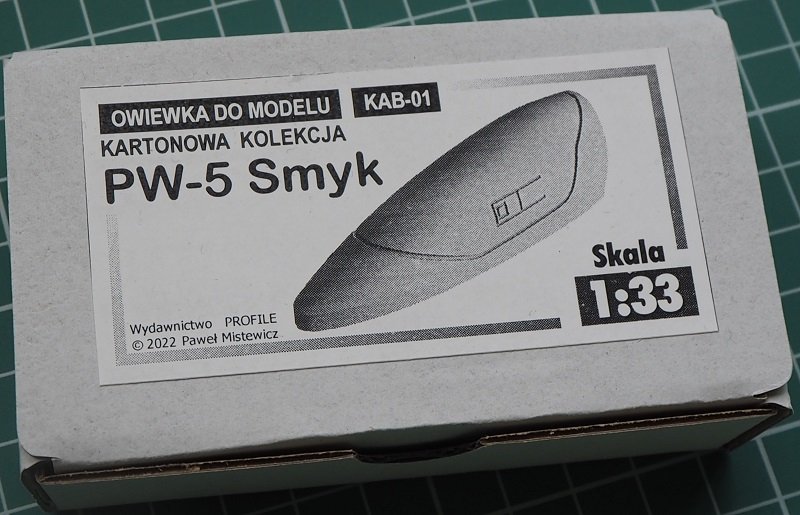 OWIEWKA DO MODELU KAB-01
KARTONOWA KOLEKCJA
PW-5 Smyk
Skala
1:33
Wydawnictwo PROFILE
© 2022 Paweł Mistewicz